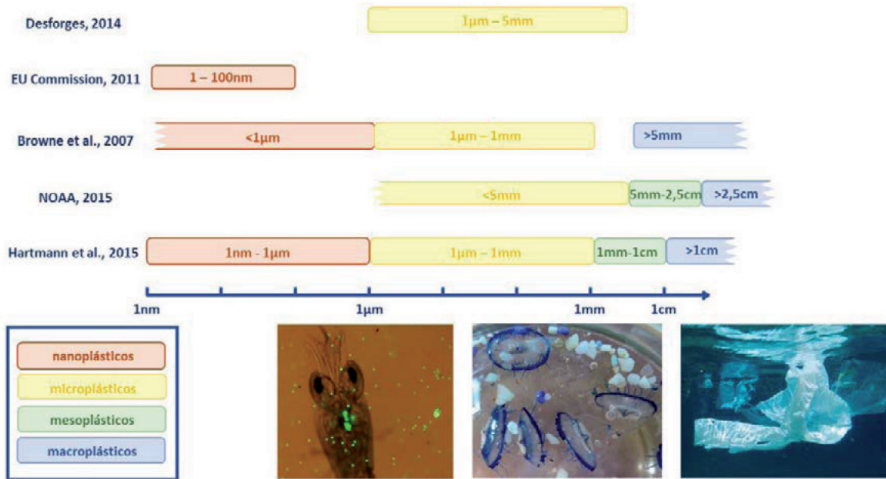 Desforges, 2014
1µm – 5mm
EU Commission, 2011
1 – 100nm
Browne et al., 2007
<1µm
1µm – 1mm
>5mm
NOAA, 2015
<5mm
5mm-2,5cm
>2,5cm
Hartmann et al., 2015
1nm - 1µm
1µm – 1mm
1mm-1cm
>1cm
1nm
1µm
1mm
1cm
nanoplásticos
microplásticos
mesoplásticos
macroplásticos